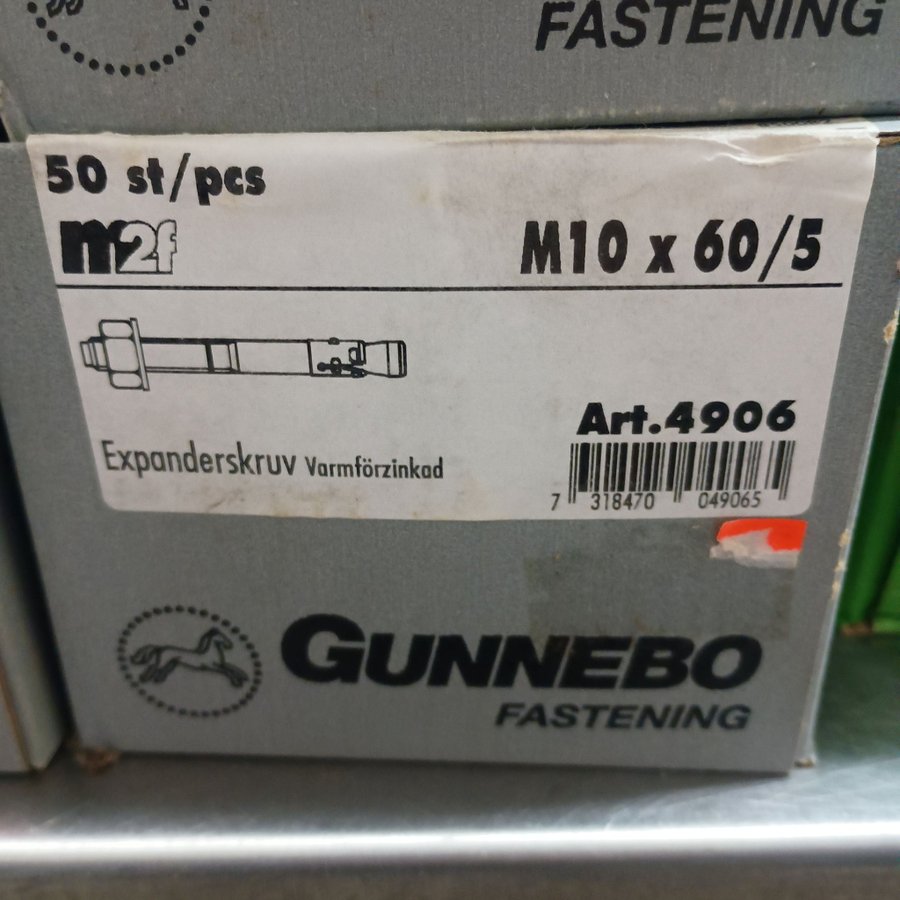 FASTENING
50 st/pcs
m2f
M10 x 60/5
Art.4906
Expanderskruv Varmförzinkad
7 318470 049065
GUNNEBO
FASTENING